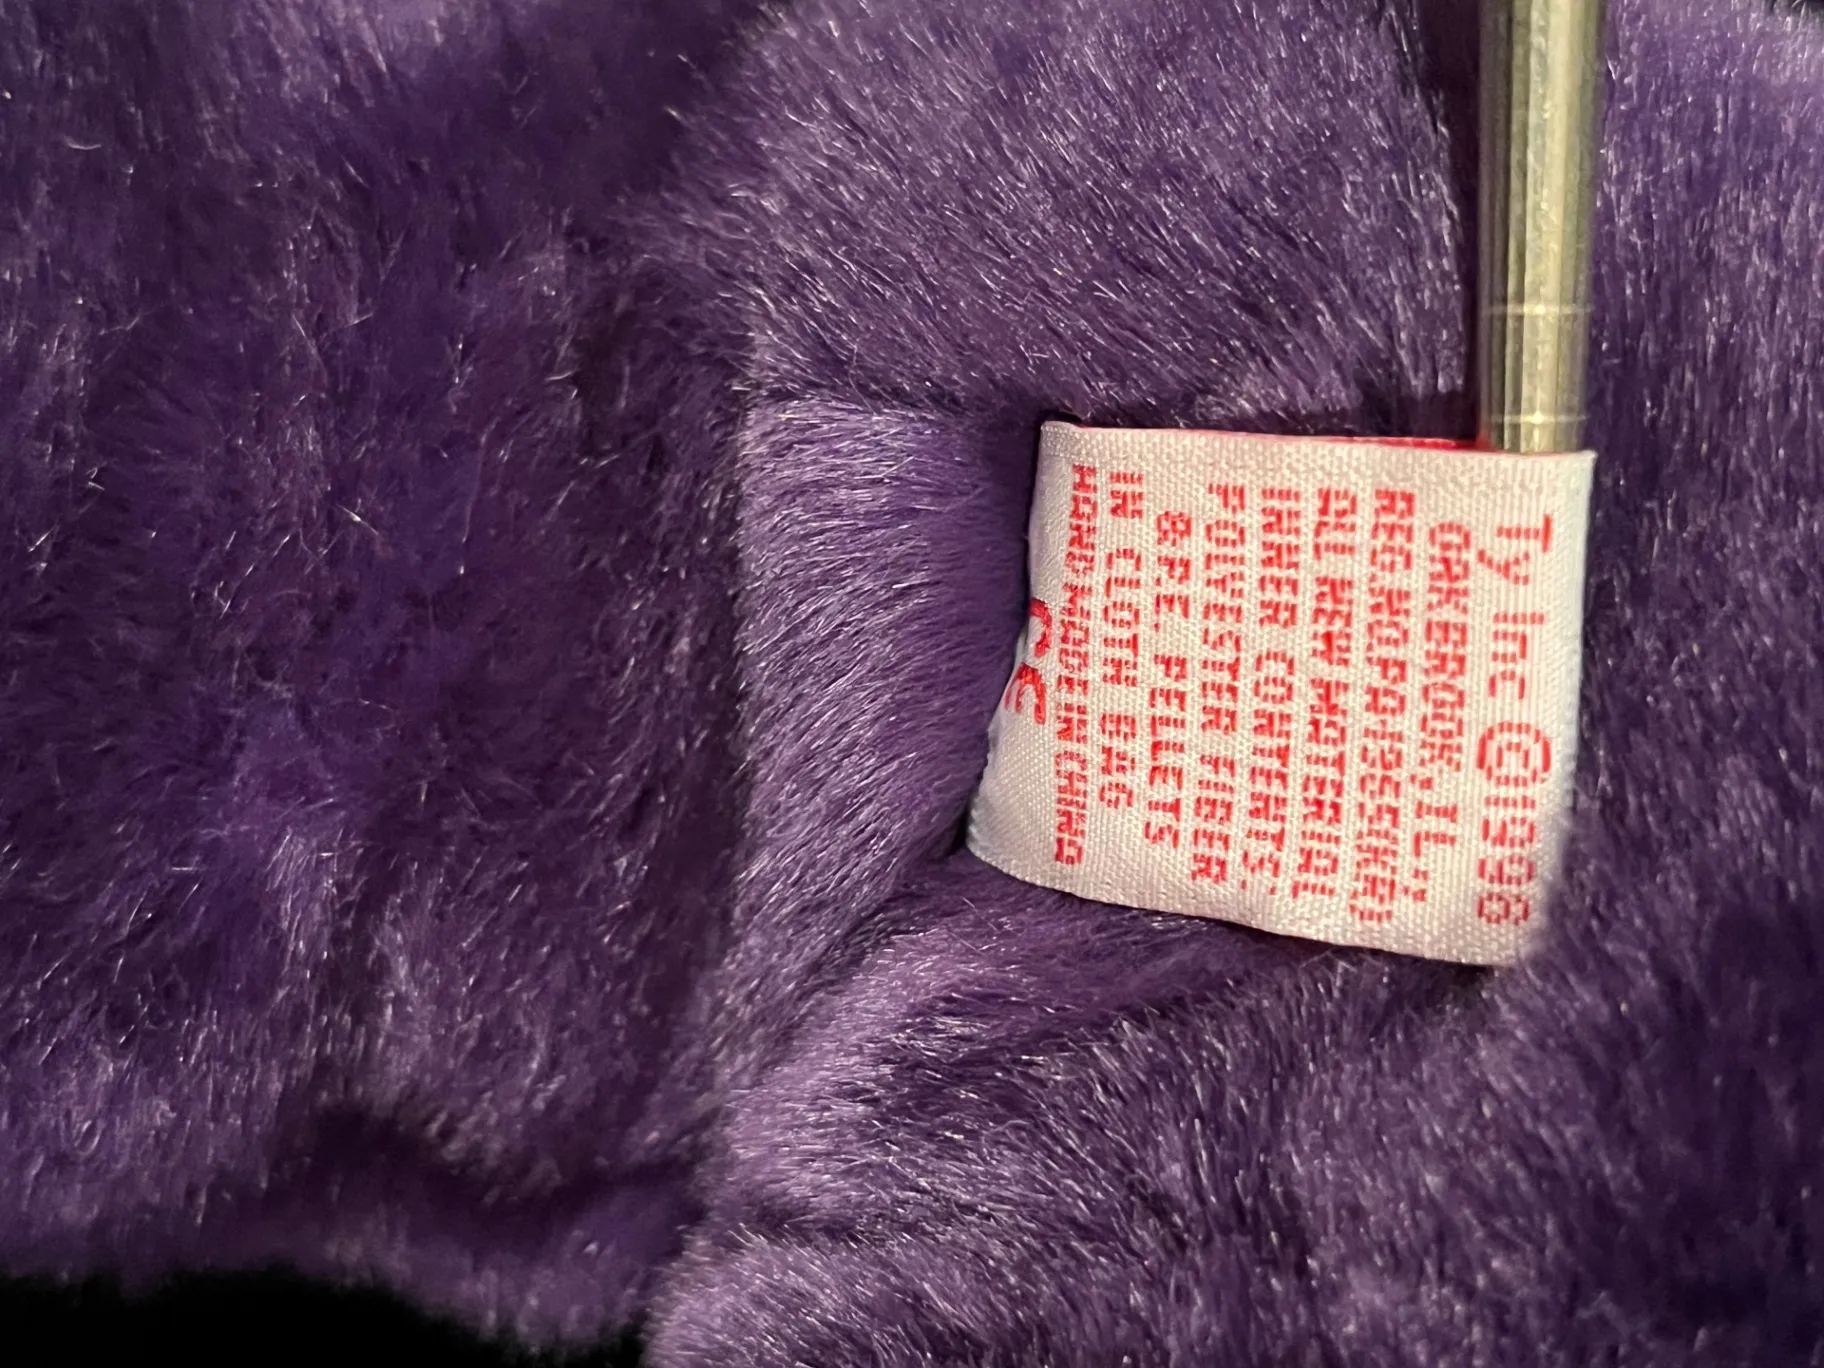 Ty Inc ©1996
OAKBROOK, IL.
REG.NO.PA-1965(KR)
ALL NEW MATERIAL
INNER CONTENTS:
POLYESTER FIBER
& P.E. PELLETS
IN CLOTH BAG
HAND MADE IN CHINA
CE